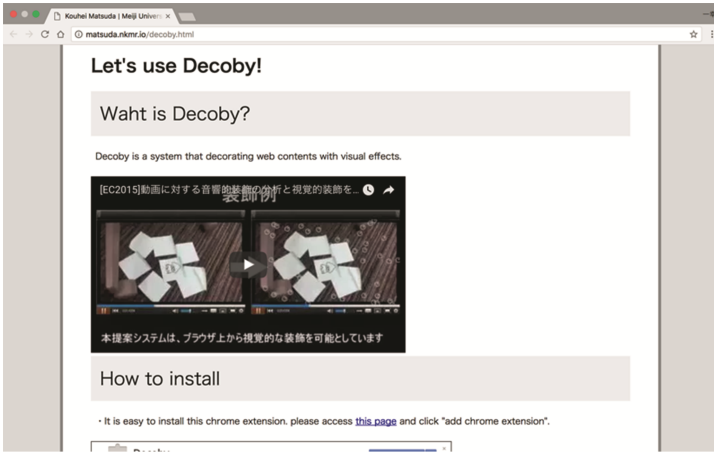 Kouhei Matsuda | Meiji Univers
matsuda.nkmr.io/decoby.html
Let's use Decoby!
Waht is Decoby?
Decoby is a system that decorating web contents with visual effects.
[EC2015]動画に対する音響的装飾の分析と視覚的装飾を...
装飾例
本提案システムは、ブラウザ上から視覚的な装飾を可能としています
How to install
・It is easy to install this chrome extension. please access this page and click "add chrome extension".